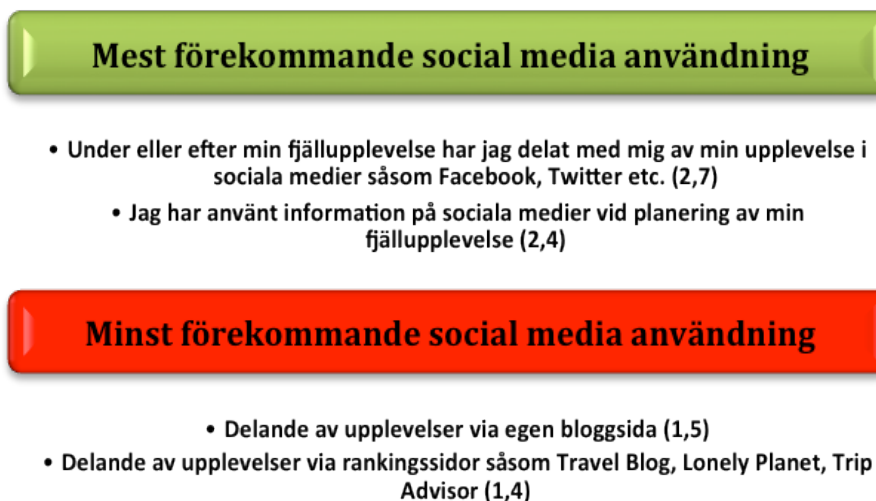 Mest förekommande social media användning
• Under eller efter min fjällupplevelse har jag delat med mig av min upplevelse i
sociala medier såsom Facebook, Twitter etc. (2,7)
• Jag har använt information på sociala medier vid planering av min
fjällupplevelse (2,4)
Minst förekommande social media användning
• Delande av upplevelser via egen bloggsida (1,5)
• Delande av upplevelser via rankingssidor såsom Travel Blog, Lonely Planet, Trip
Advisor (1,4)